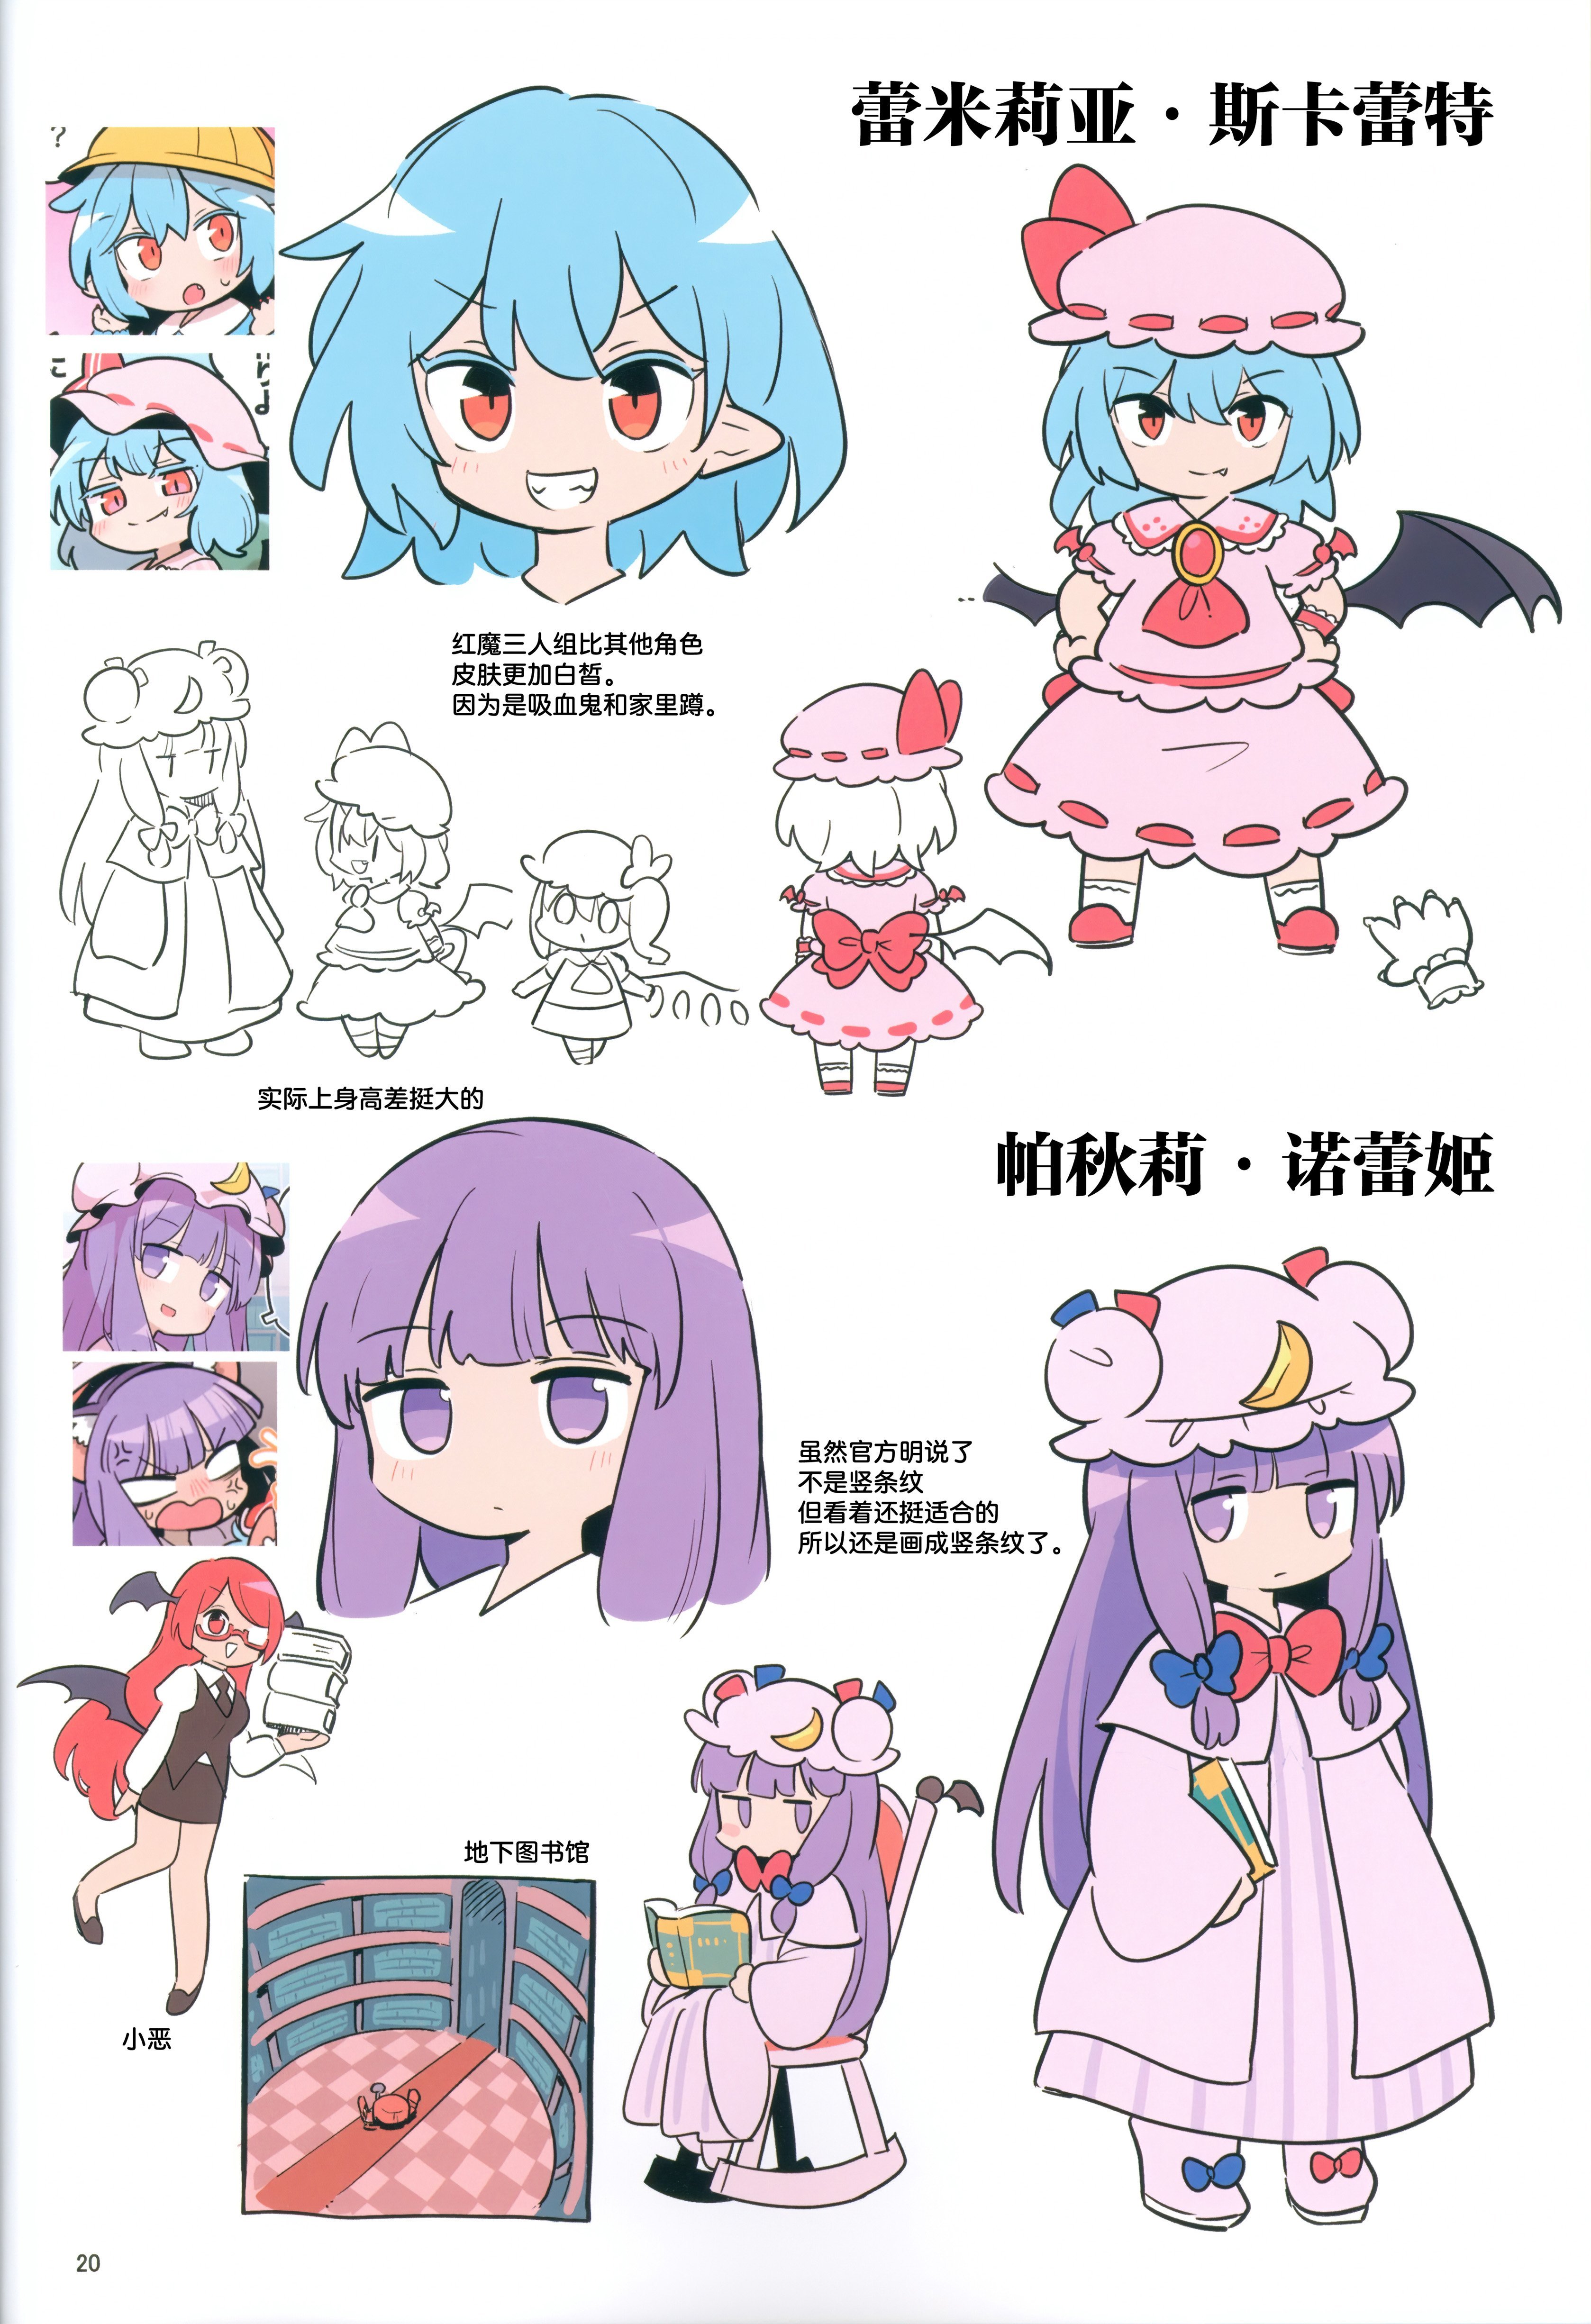 蕾米莉亚·斯卡蕾特
?
红魔三人组比其他角色
皮肤更加白皙。
因为是吸血鬼和家里蹲。
实际上身高差挺大的
帕秋莉·诺蕾姬
虽然官方明说了
不是竖条纹
但看着还挺适合的
所以还是画成竖条纹了。
地下图书馆
小恶
20